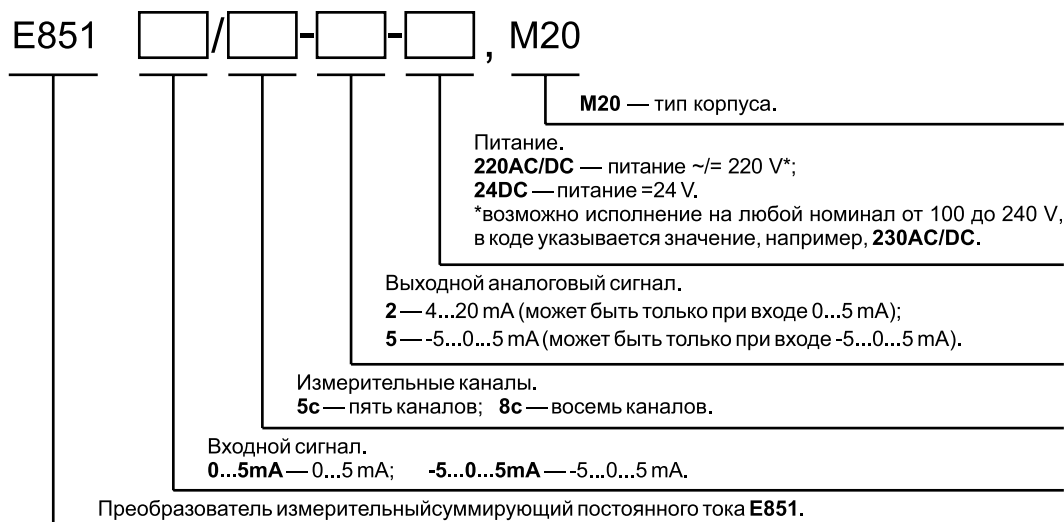 E851 / - - , M20
M20 — тип корпуса.
Питание.
220AC/DC — питание ~/= 220 V*;
24DC — питание =24 V.
*возможно исполнение на любой номинал от 100 до 240 V,
в коде указывается значение, например, 230AC/DC.
Выходной аналоговый сигнал.
2 — 4...20 mA (может быть только при входе 0...5 mA);
5 — -5...0...5 mA (может быть только при входе -5...0...5 mA).
Измерительные каналы.
5c — пять каналов; 8c — восемь каналов.
Входной сигнал.
0...5mA — 0...5 mA; -5...0...5mA — -5...0...5 mA.
Преобразователь измерительныйсуммирующий постоянного тока E851.